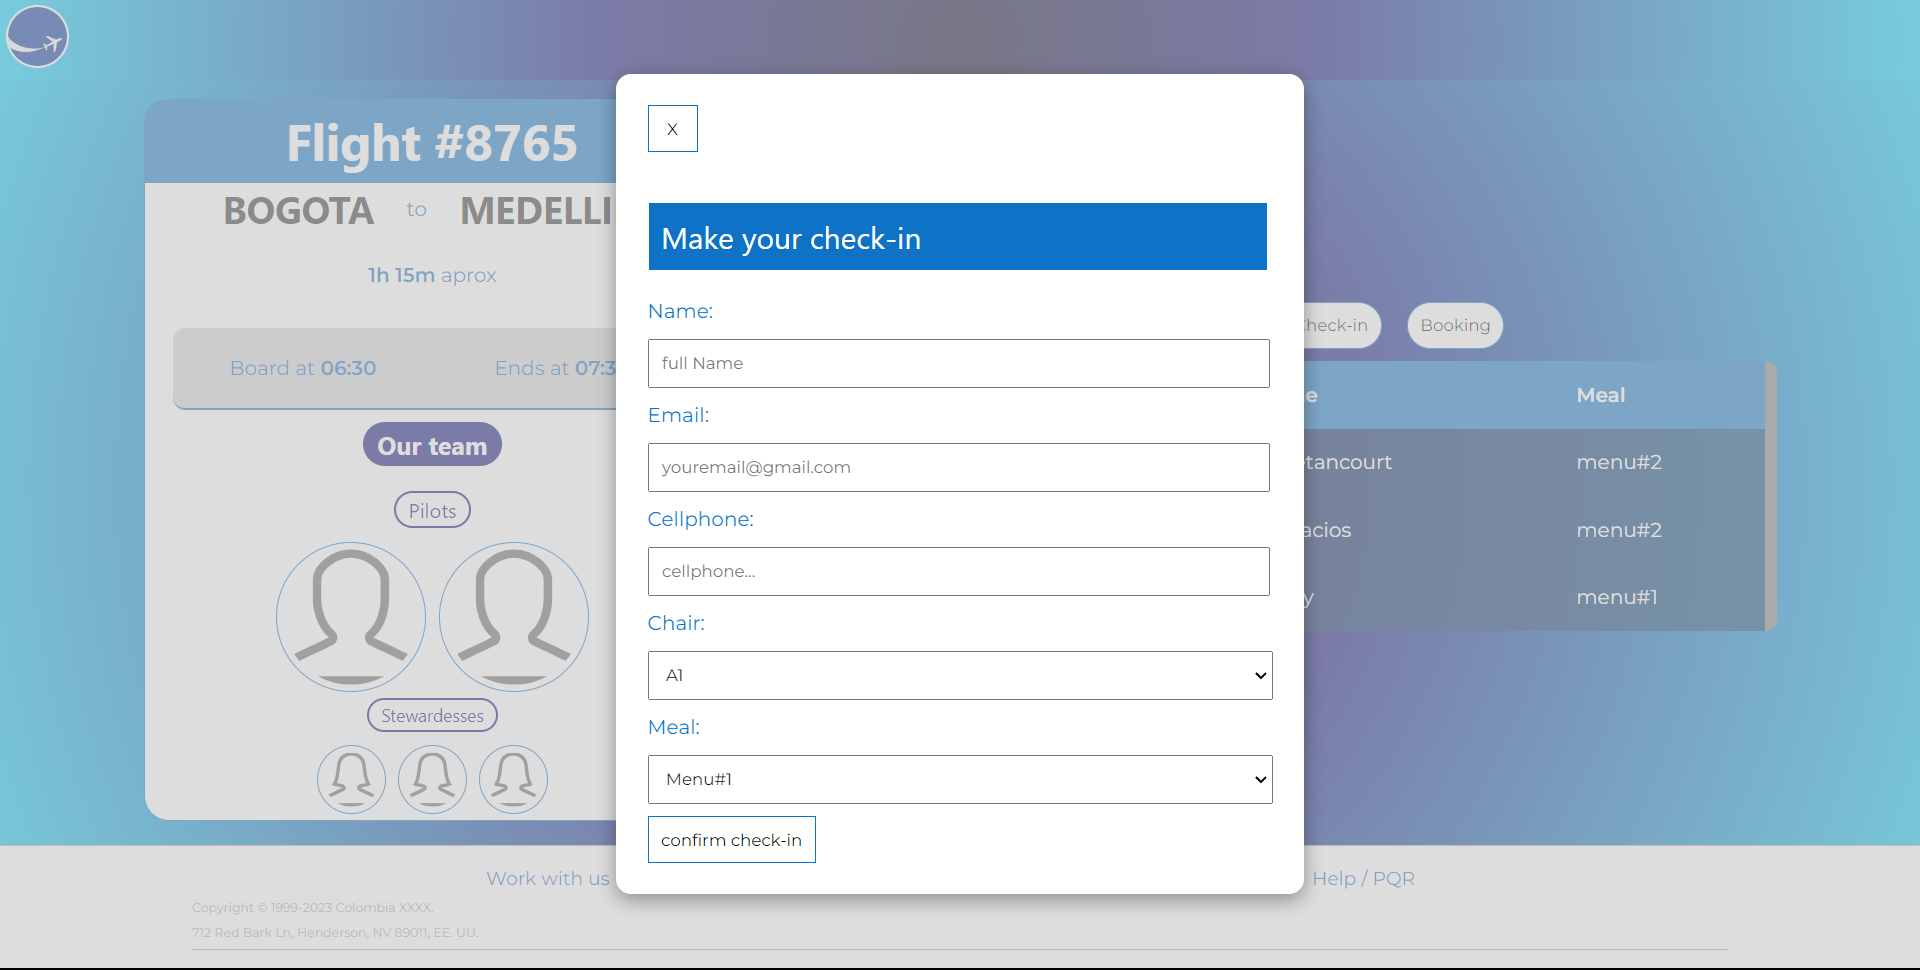 Flight #8765
BOGOTA to MEDELLI
1h 15m aprox
Board at 06:30 Ends at 07:3
Our team
Pilots
Stewardesses
X
Make your check-in
Name:
full Name
Email:
youremail@gmail.com
Cellphone:
cellphone...
Chair:
A1
Meal:
Menu#1
confirm check-in
Check-in Booking
e Meal
tancourt menu#2
acios menu#2
y menu#1
Work with us Help / PQR
Copyright © 1999-2023 Colombia XXXX.
712 Red Bark Ln, Henderson, NV 89011, EE. UU.